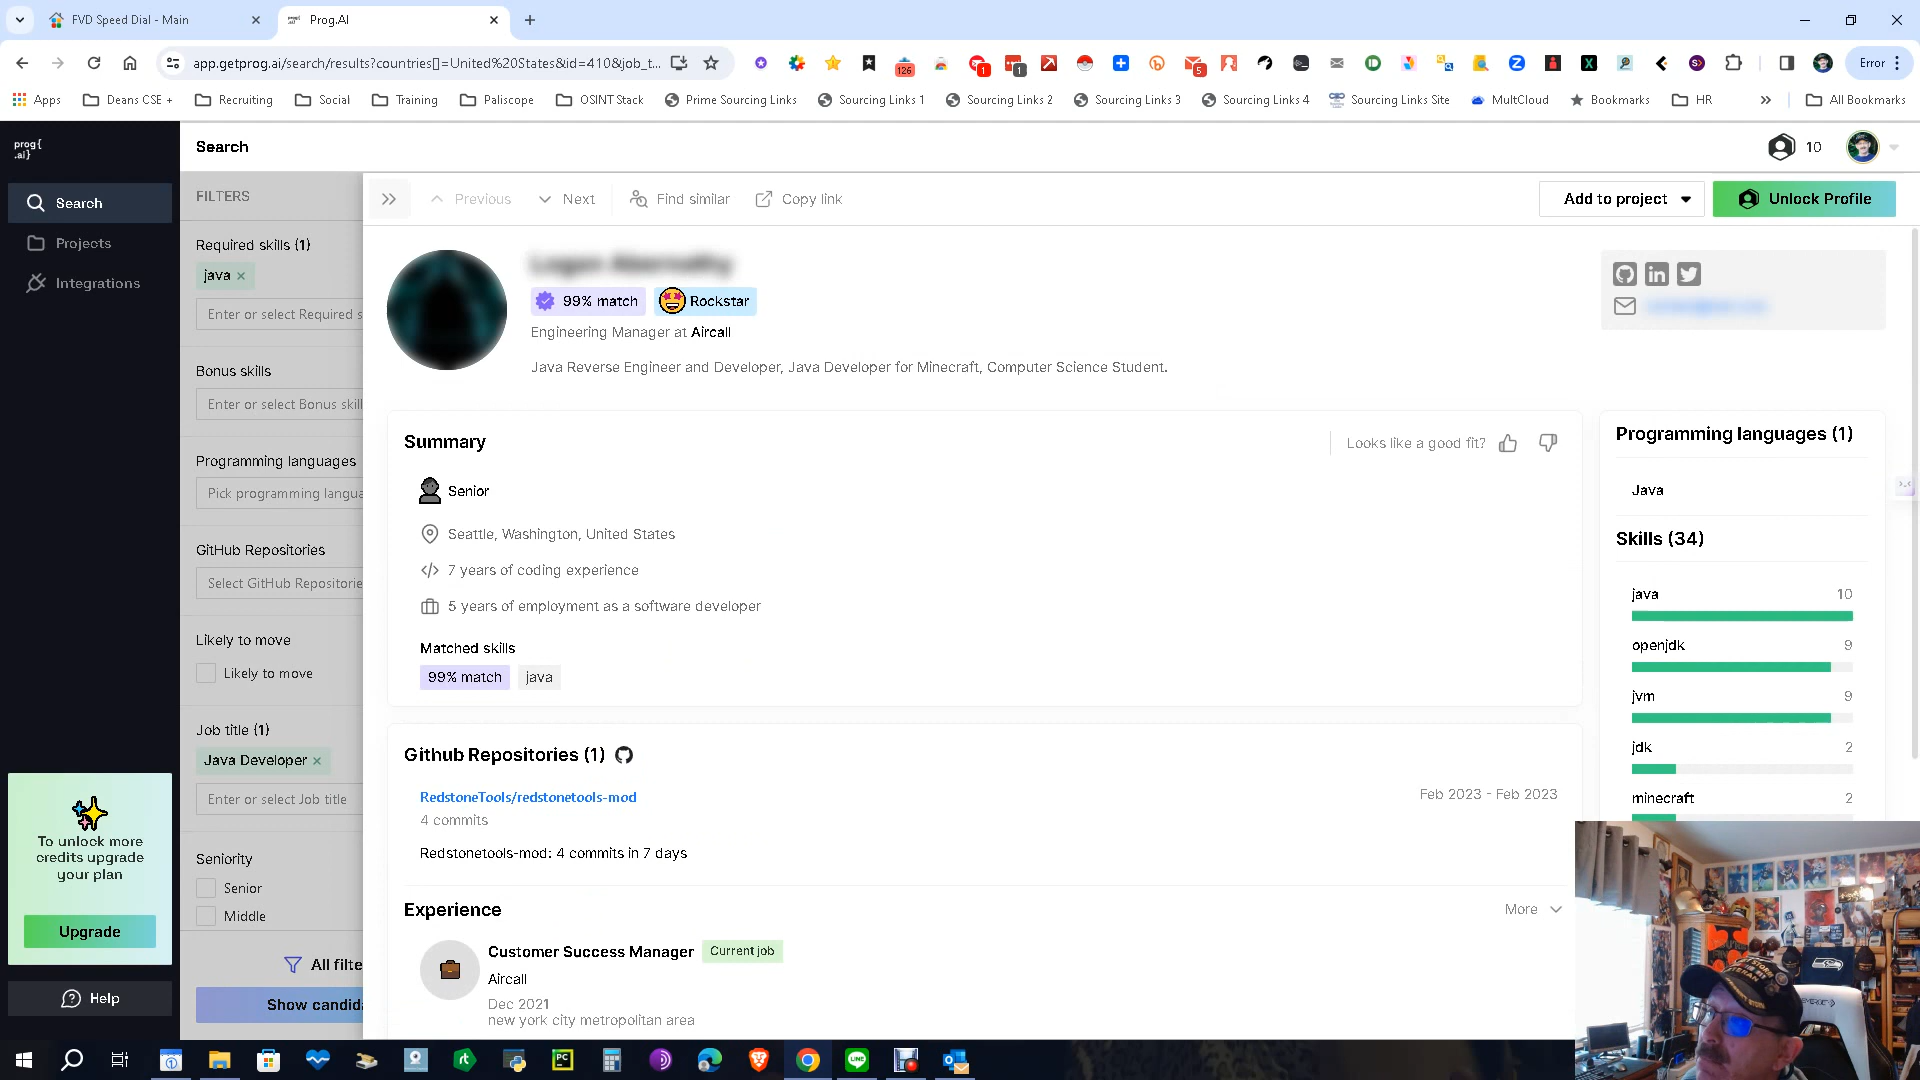 FVD Speed Dial - Main
Prog.AI
app.getprog.ai/search/results?countries[]=United%20States&id=410&job_t...
126
1
1
5
Error
Apps
Deans CSE +
Recruiting
Social
Training
Paliscope
OSINT Stack
Prime Sourcing Links
Sourcing Links 1
Sourcing Links 2
Sourcing Links 3
Sourcing Links 4
Sourcing Links Site
MultCloud
Bookmarks
HR
All Bookmarks
prog{
.ai}
Search
10
Search
Projects
Integrations
FILTERS
Previous
Next
Find similar
Copy link
Add to project
Unlock Profile
Required skills (1)
java
Enter or select Required s
Bonus skills
Enter or select Bonus skill
Programming languages
Pick programming langua
GitHub Repositories
Select GitHub Repositorie
Likely to move
Likely to move
Job title (1)
Java Developer
Enter or select Job title
Seniority
Senior
Middle
All filte
Show candida
To unlock more
credits upgrade
your plan
Upgrade
Help
99% match
Rockstar
Engineering Manager at Aircall
Java Reverse Engineer and Developer, Java Developer for Minecraft, Computer Science Student.
Summary
Looks like a good fit?
Senior
Seattle, Washington, United States
7 years of coding experience
5 years of employment as a software developer
Matched skills
99% match
java
Github Repositories (1)
RedstoneTools/redstonetools-mod
Feb 2023 - Feb 2023
4 commits
Redstonetools-mod: 4 commits in 7 days
Experience
More
Customer Success Manager
Current job
Aircall
Dec 2021
new york city metropolitan area
Programming languages (1)
Java
Skills (34)
java
10
openjdk
9
jvm
9
jdk
2
minecraft
2